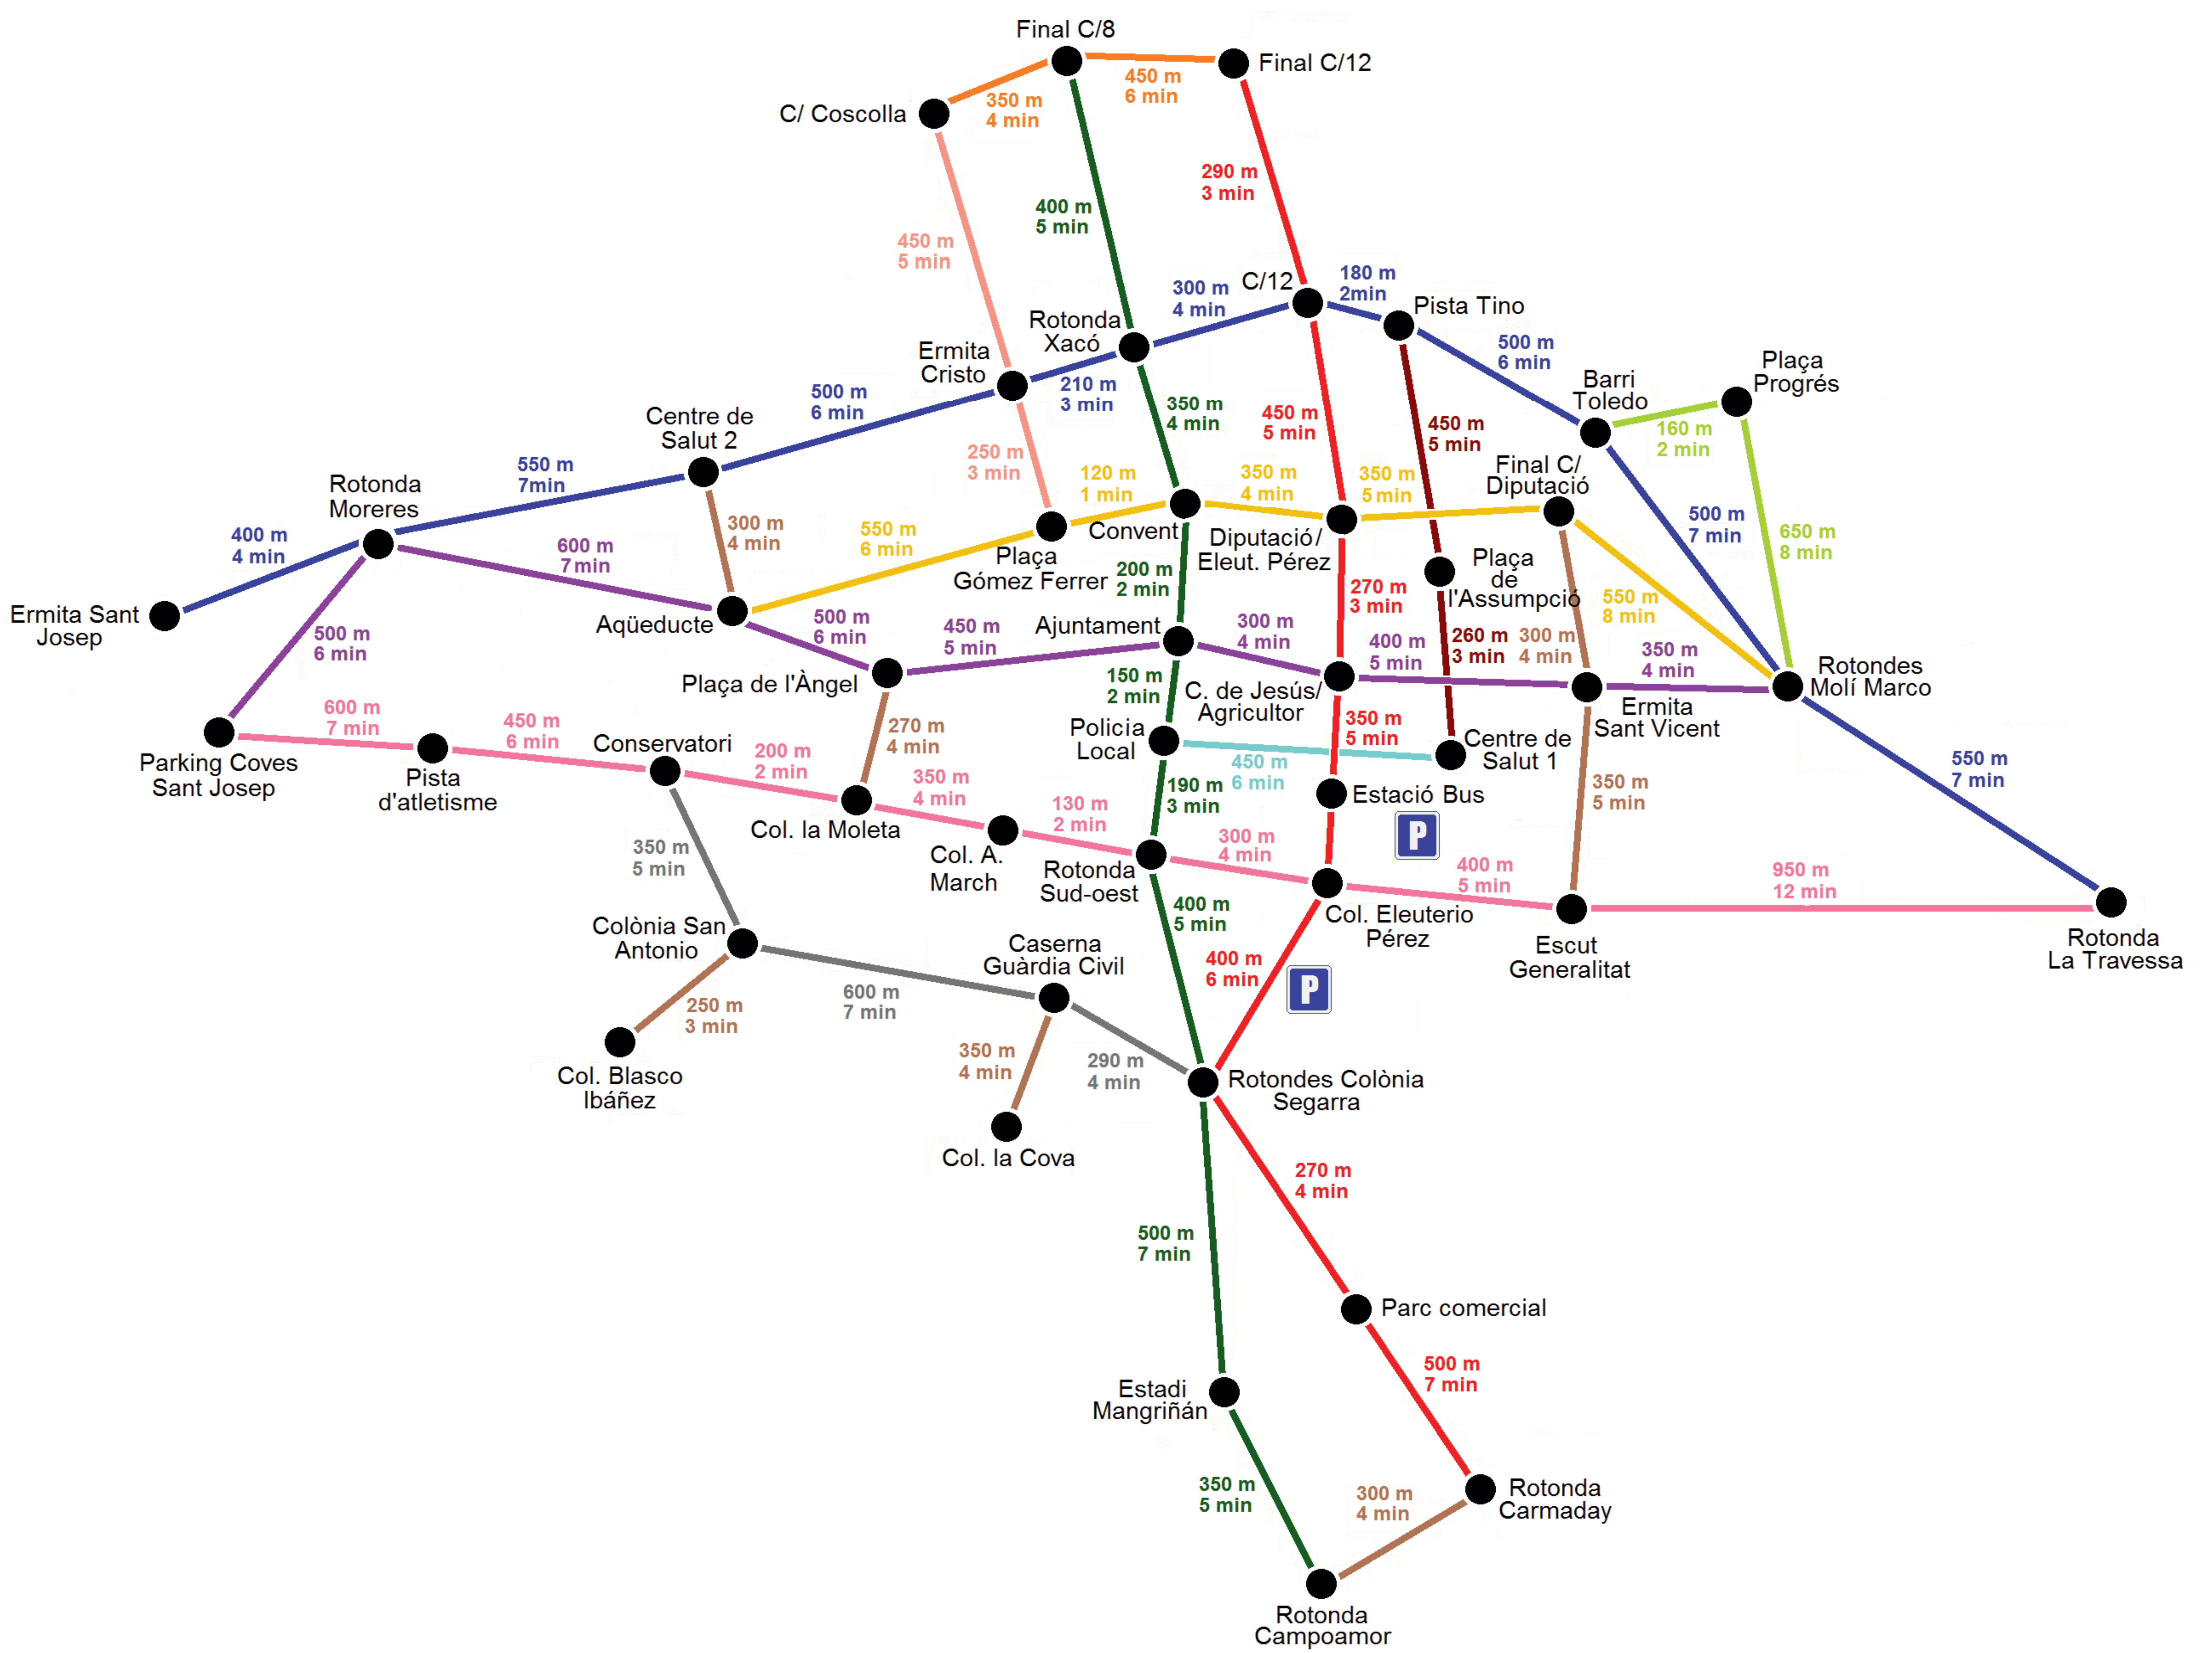 Final C/8
Final C/12
450 m
6 min
C/ Coscolla
350 m
4 min
290 m
3 min
400 m
5 min
450 m
5 min
C/12
180 m
2min
300 m
4 min
Pista Tino
Rotonda
Xacó
500 m
6 min
Ermita
Cristo
Plaça
Progrés
Barri
Toledo
210 m
3 min
500 m
6 min
350 m
4 min
450 m
5 min
450 m
5 min
160 m
2 min
Centre de
Salut 2
250 m
3 min
120 m
1 min
350 m
4 min
350 m
5 min
Final C/
Diputació
550 m
7min
Rotonda
Moreres
400 m
4 min
300 m
4 min
550 m
6 min
Convent
Diputació/
Eleut. Pérez
500 m
7 min
650 m
8 min
600 m
7min
Plaça
Gómez Ferrer
200 m
2 min
270 m
3 min
Plaça
de
l'Assumpció
550 m
8 min
Ermita Sant
Josep
Aqüeducte
500 m
6 min
450 m
5 min
Ajuntament
300 m
4 min
400 m
5 min
260 m
3 min
300 m
4 min
350 m
4 min
500 m
6 min
Plaça de l'Àngel
150 m
2 min
C. de Jesús/
Agricultor
Ermita
Sant Vicent
Rotondes
Molí Marco
600 m
7 min
450 m
6 min
270 m
4 min
Policia
Local
350 m
5 min
Centre de
Salut 1
Parking Coves
Sant Josep
Pista
d'atletisme
Conservatori
200 m
2 min
350 m
4 min
450 m
6 min
550 m
7 min
190 m
3 min
Estació Bus
350 m
5 min
Col. la Moleta
130 m
2 min
P
Col. A.
March
300 m
4 min
350 m
5 min
Rotonda
Sud-oest
400 m
5 min
950 m
12 min
400 m
5 min
Col. Eleuterio
Pérez
Escut
Generalitat
Rotonda
La Travessa
Colònia San
Antonio
Caserna
Guàrdia Civil
400 m
6 min
P
250 m
3 min
600 m
7 min
Col. Blasco
Ibáñez
350 m
4 min
290 m
4 min
Rotondes Colònia
Segarra
Col. la Cova
270 m
4 min
500 m
7 min
Parc comercial
500 m
7 min
Estadi
Mangriñán
350 m
5 min
300 m
4 min
Rotonda
Carmaday
Rotonda
Campoamor